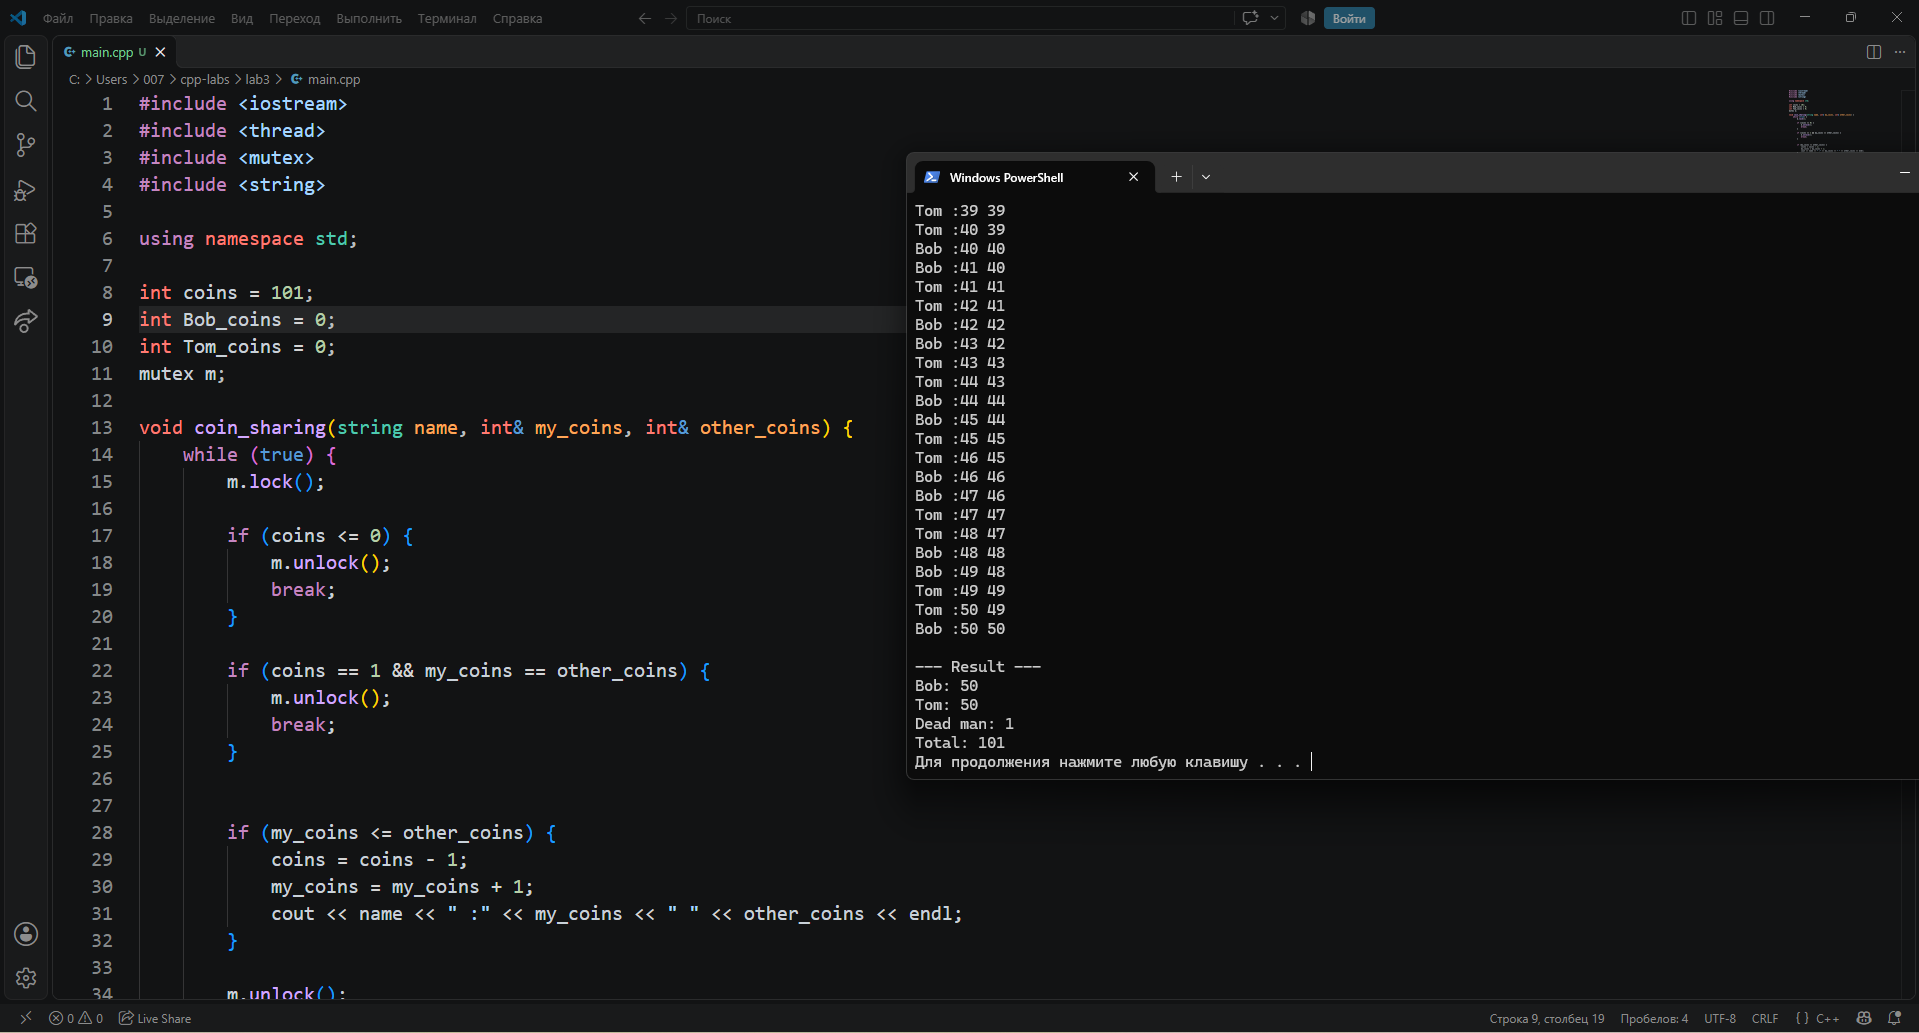 Файл Правка Выделение Вид Переход Выполнить Терминал Справка Поиск Войти
main.cpp U
C: > Users > 007 > cpp-labs > lab3 > main.cpp
1 #include <iostream>
2 #include <thread>
3 #include <mutex>
4 #include <string>
5
6 using namespace std;
7
8 int coins = 101;
9 int Bob_coins = 0;
10 int Tom_coins = 0;
11 mutex m;
12
13 void coin_sharing(string name, int& my_coins, int& other_coins) {
14 while (true) {
15 m.lock();
16
17 if (coins <= 0) {
18 m.unlock();
19 break;
20 }
21
22 if (coins == 1 && my_coins == other_coins) {
23 m.unlock();
24 break;
25 }
26
27
28 if (my_coins <= other_coins) {
29 coins = coins - 1;
30 my_coins = my_coins + 1;
31 cout << name << " :" << my_coins << " " << other_coins << endl;
32 }
33
34 m.unlock();
Windows PowerShell
Tom :39 39
Tom :40 39
Bob :40 40
Bob :41 40
Tom :41 41
Tom :42 41
Bob :42 42
Bob :43 42
Tom :43 43
Tom :44 43
Bob :44 44
Bob :45 44
Tom :45 45
Tom :46 45
Bob :46 46
Bob :47 46
Tom :47 47
Tom :48 47
Bob :48 48
Bob :49 48
Tom :49 49
Tom :50 49
Bob :50 50
--- Result ---
Bob: 50
Tom: 50
Dead man: 1
Total: 101
Для продолжения нажмите любую клавишу . . .
0 0 Live Share Строка 9, столбец 19 Пробелов: 4 UTF-8 CRLF {} C++